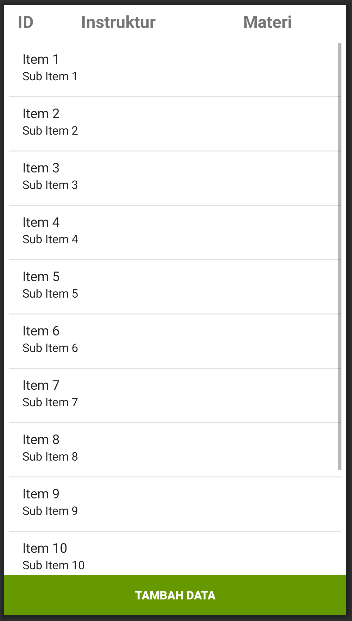 ID Instruktur Materi
Item 1
Sub Item 1
Item 2
Sub Item 2
Item 3
Sub Item 3
Item 4
Sub Item 4
Item 5
Sub Item 5
Item 6
Sub Item 6
Item 7
Sub Item 7
Item 8
Sub Item 8
Item 9
Sub Item 9
Item 10
Sub Item 10
TAMBAH DATA